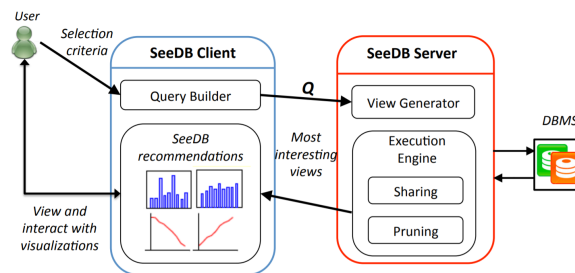 User
Selection
criteria
SeeDB Client
Query Builder
SeeDB
recommendations
View and
interact with
visualizations
Q
Most
interesting
views
SeeDB Server
View Generator
Execution
Engine
Sharing
Pruning
DBMS